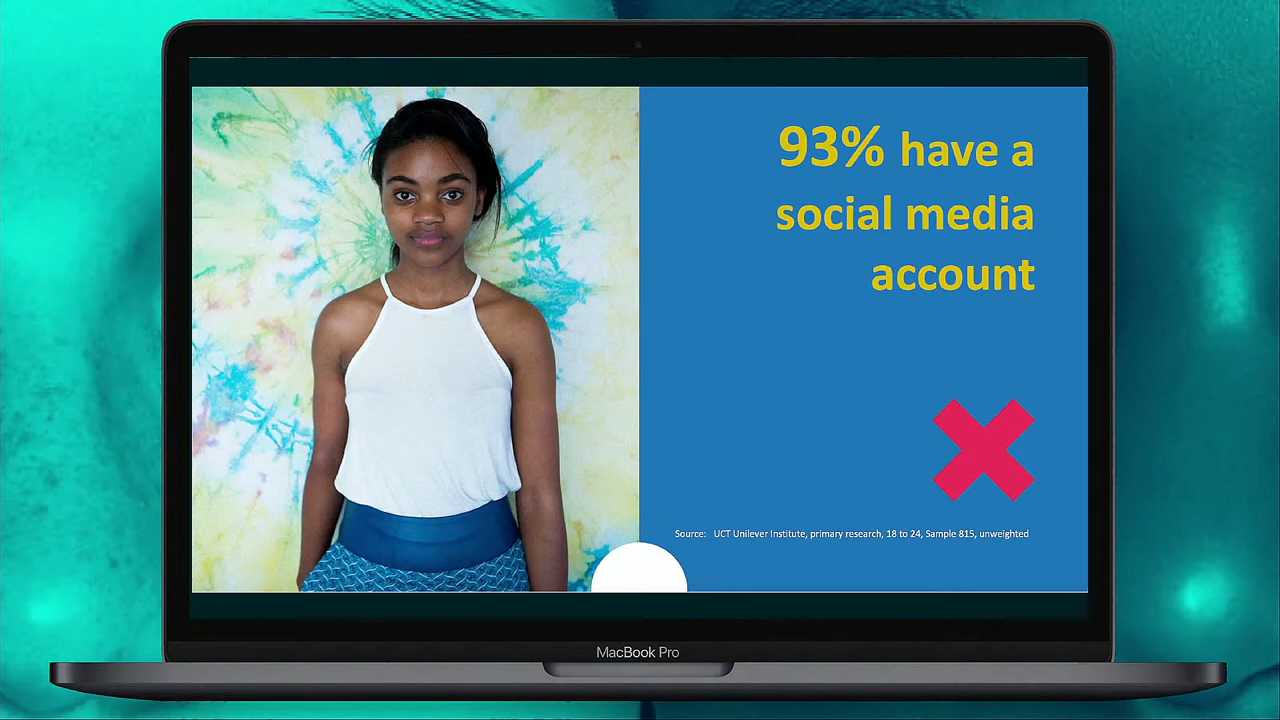 93% have a
social media
account
Source: UCT Unilever Institute, primary research, 18 to 24, Sample 815, unweighted
MacBook Pro